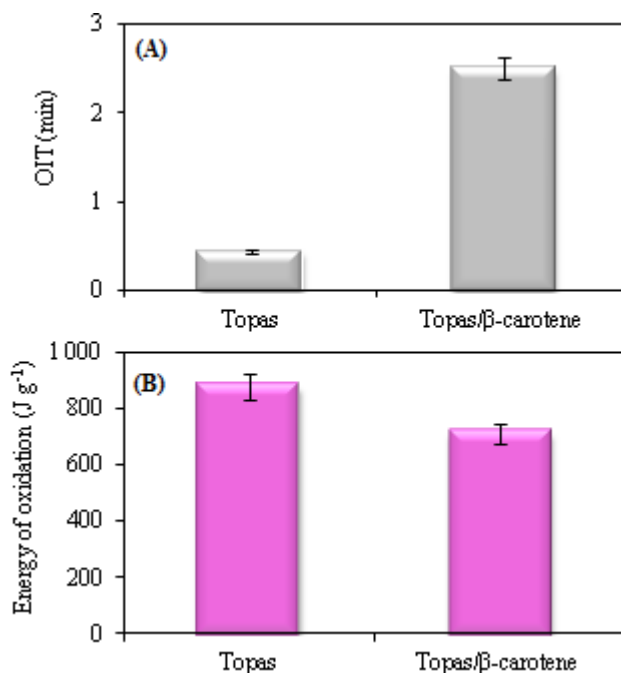 3
(A)
2
OIT (min)
1
0
Topas Topas/β-carotene
1 000
(B)
800
Energy of oxidation (J g⁻¹)
600
400
200
0
Topas Topas/β-carotene